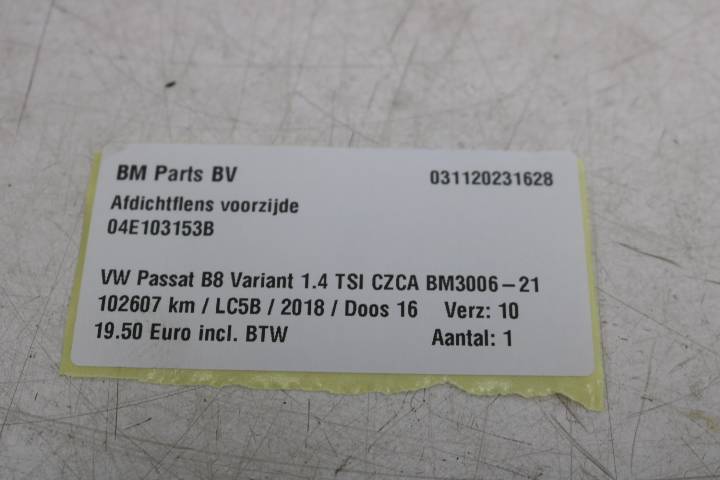 BM Parts BV 031120231628
Afdichtflens voorzijde
04E103153B
VW Passat B8 Variant 1.4 TSI CZCA BM3006-21
102607 km / LC5B / 2018 / Doos 16 Verz: 10
19.50 Euro incl. BTW Aantal: 1